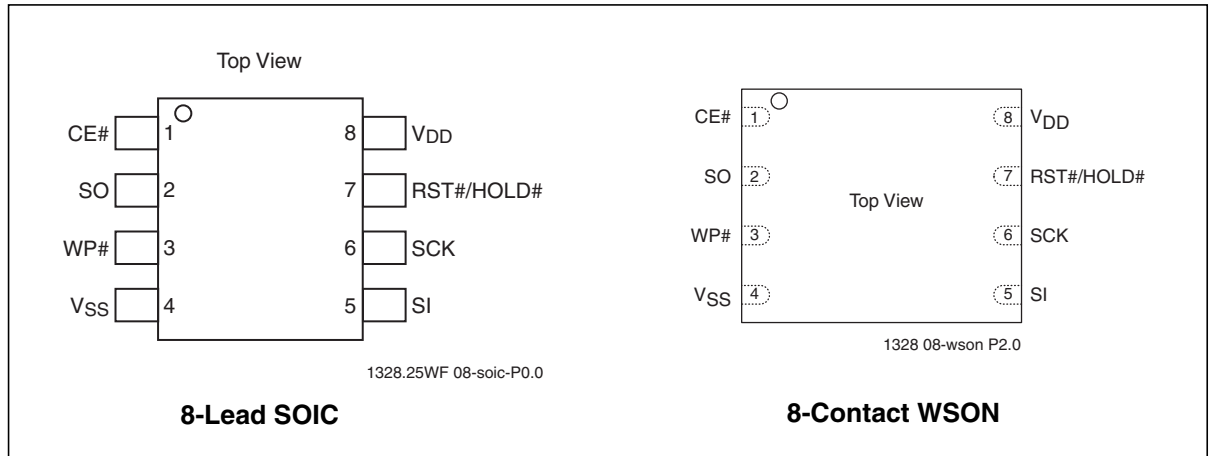 Top View
CE# 1 8 VDD
SO 2 7 RST#/HOLD#
WP# 3 6 SCK
VSS 4 5 SI
1328.25WF 08-soic-P0.0
8-Lead SOIC
CE# 1 8 VDD
SO 2 7 RST#/HOLD#
Top View
WP# 3 6 SCK
VSS 4 5 SI
1328 08-wson P2.0
8-Contact WSON